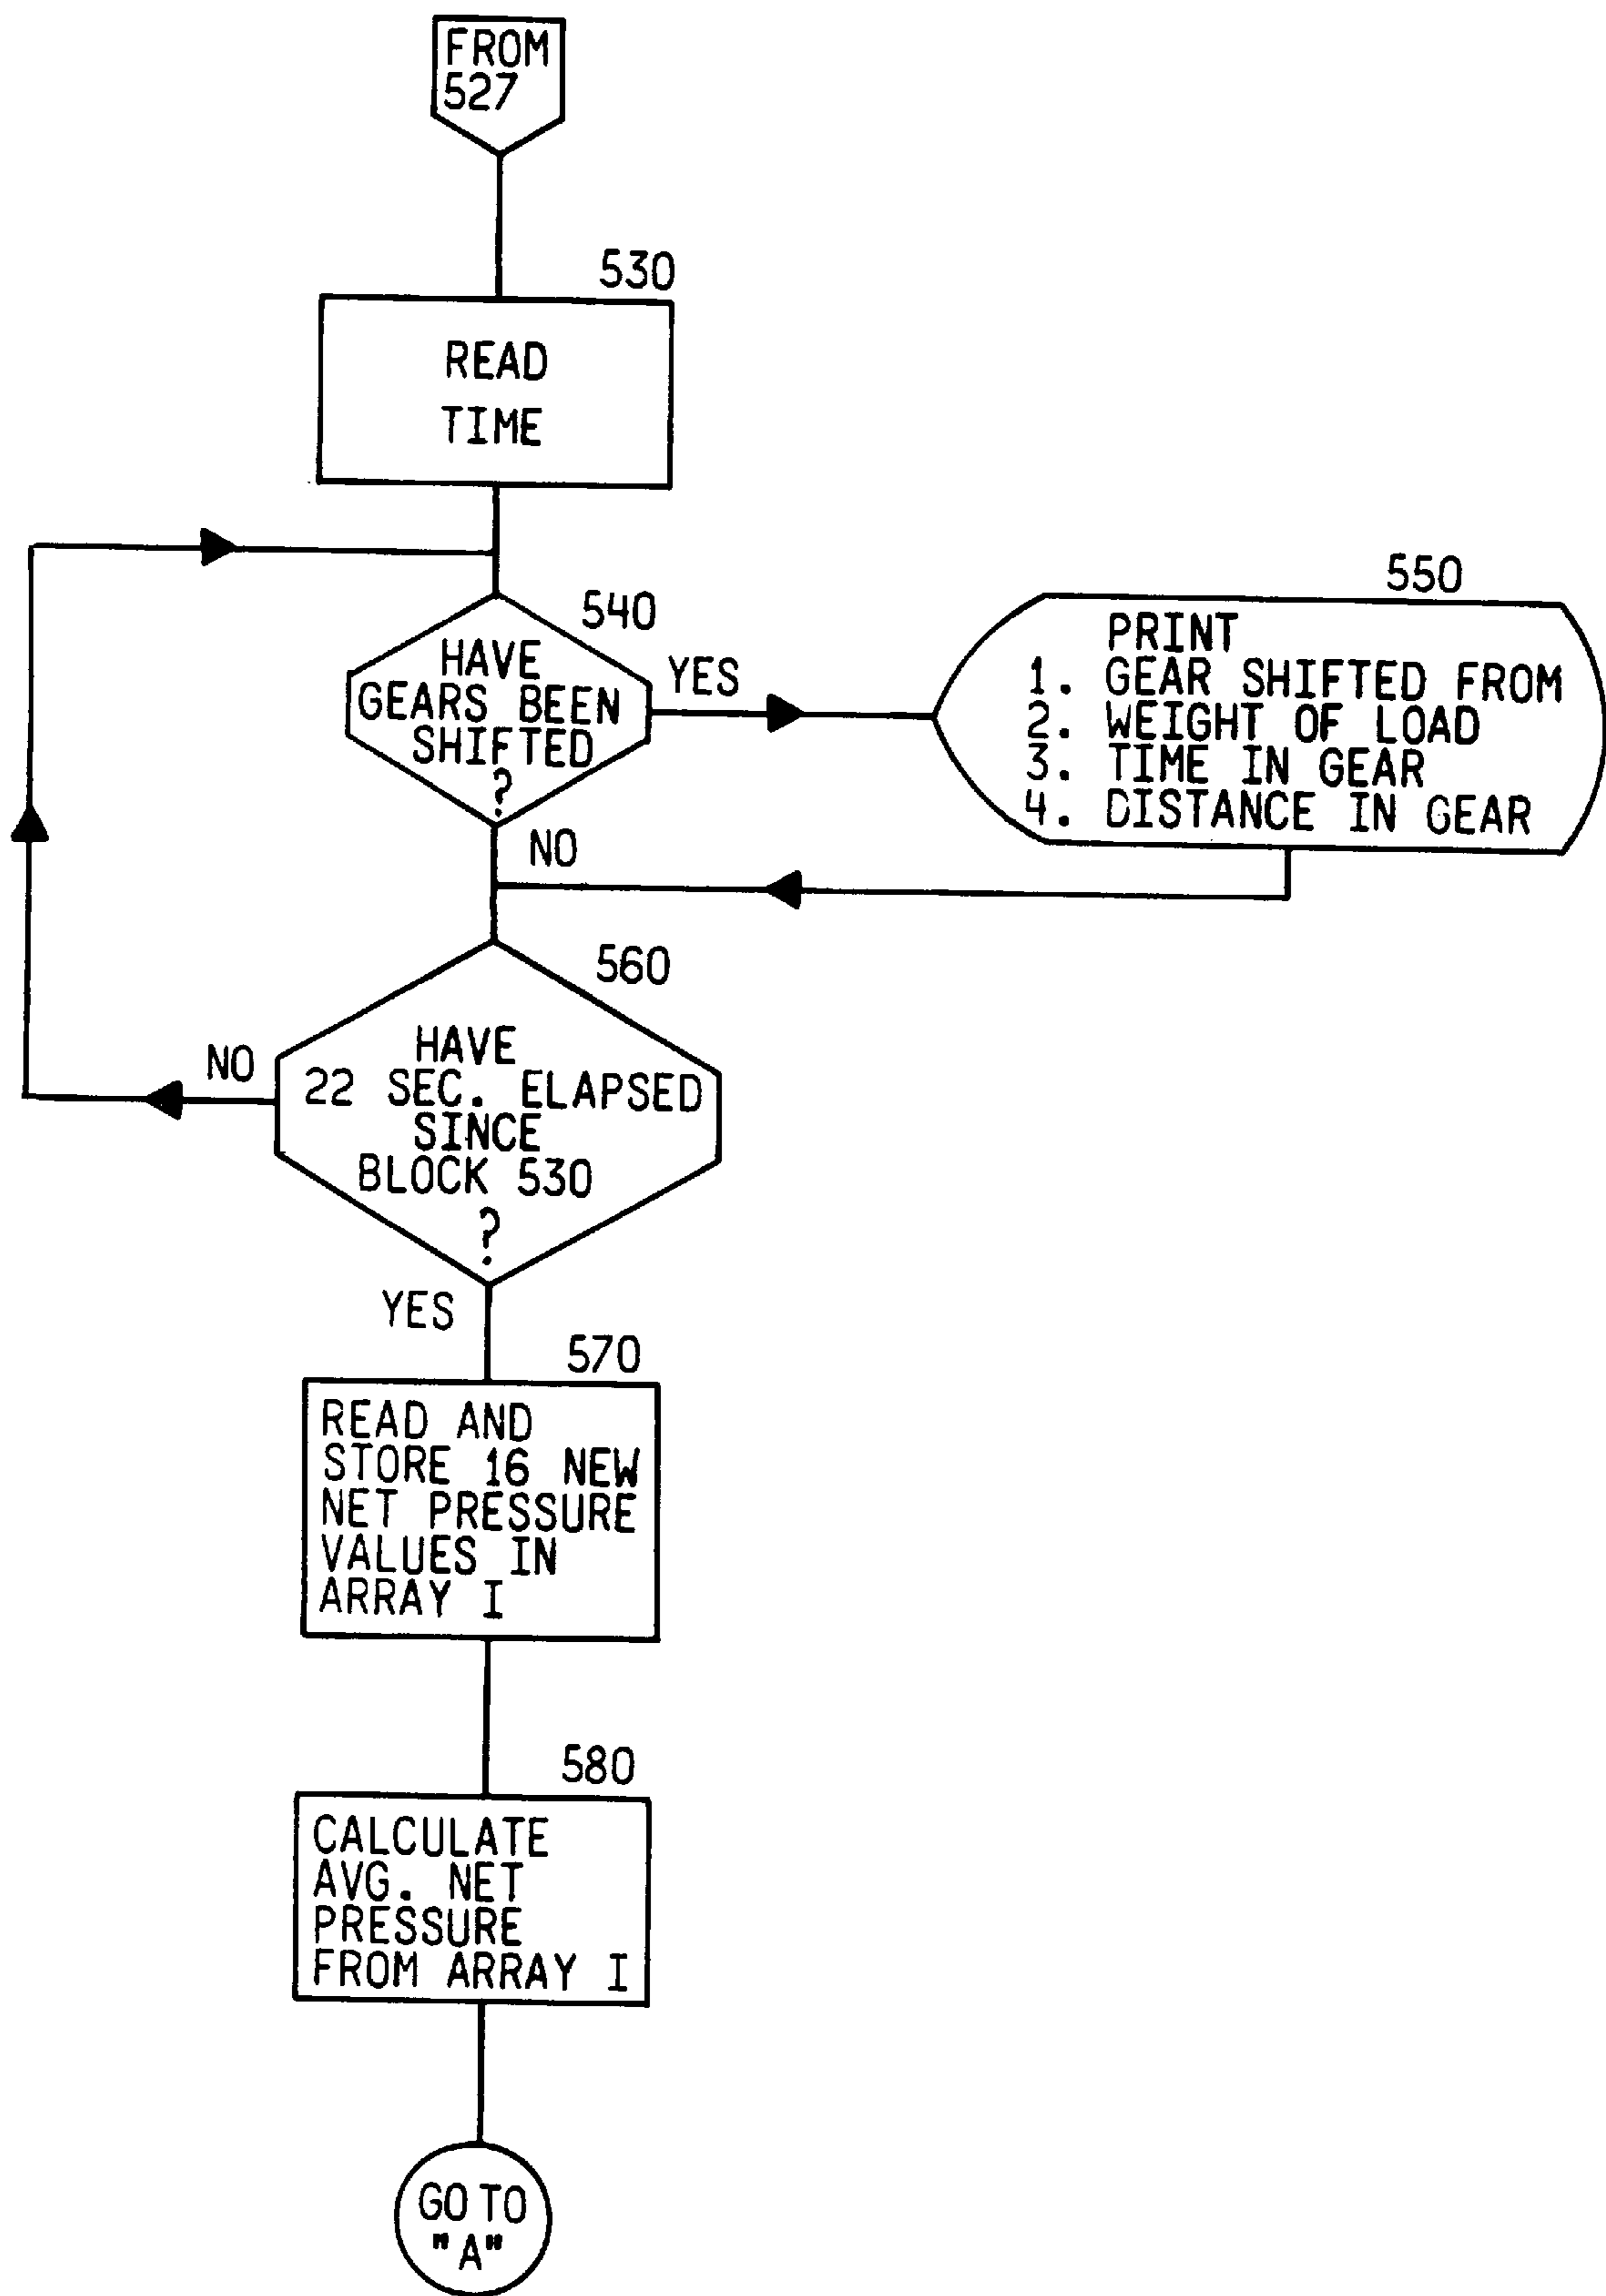 FROM
527
530
READ
TIME
540
HAVE
GEARS BEEN
SHIFTED
?
YES
NO
550
PRINT
1. GEAR SHIFTED FROM
2. WEIGHT OF LOAD
3. TIME IN GEAR
4. DISTANCE IN GEAR
560
HAVE
22 SEC. ELAPSED
SINCE
BLOCK 530
?
NO
YES
570
READ AND
STORE 16 NEW
NET PRESSURE
VALUES IN
ARRAY I
580
CALCULATE
AVG. NET
PRESSURE
FROM ARRAY I
GO TO
"A"